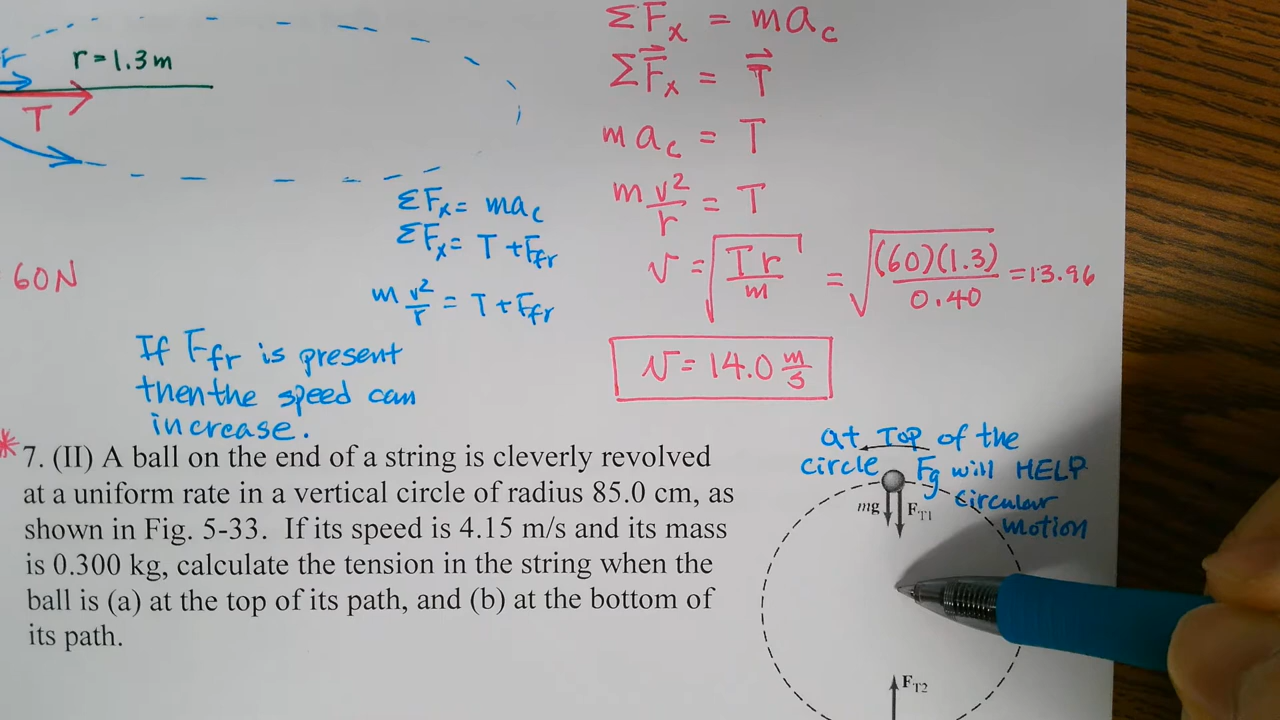 r
r = 1.3 m
T
60N
ΣFx = mac
ΣFx = T + Ffr
m v²/r = T + Ffr
If Ffr is present
then the speed can
increase.
ΣFx = mac
ΣF⃗x = T⃗
mac = T
m v²/r = T
v = √(Tr/m) = √((60)(1.3)/0.40) = 13.96
v = 14.0 m/s
* 7. (II) A ball on the end of a string is cleverly revolved
at a uniform rate in a vertical circle of radius 85.0 cm, as
shown in Fig. 5-33. If its speed is 4.15 m/s and its mass
is 0.300 kg, calculate the tension in the string when the
ball is (a) at the top of its path, and (b) at the bottom of
its path.
at TOP of the
circle Fg will HELP
circular
motion
mg
FT1
FT2